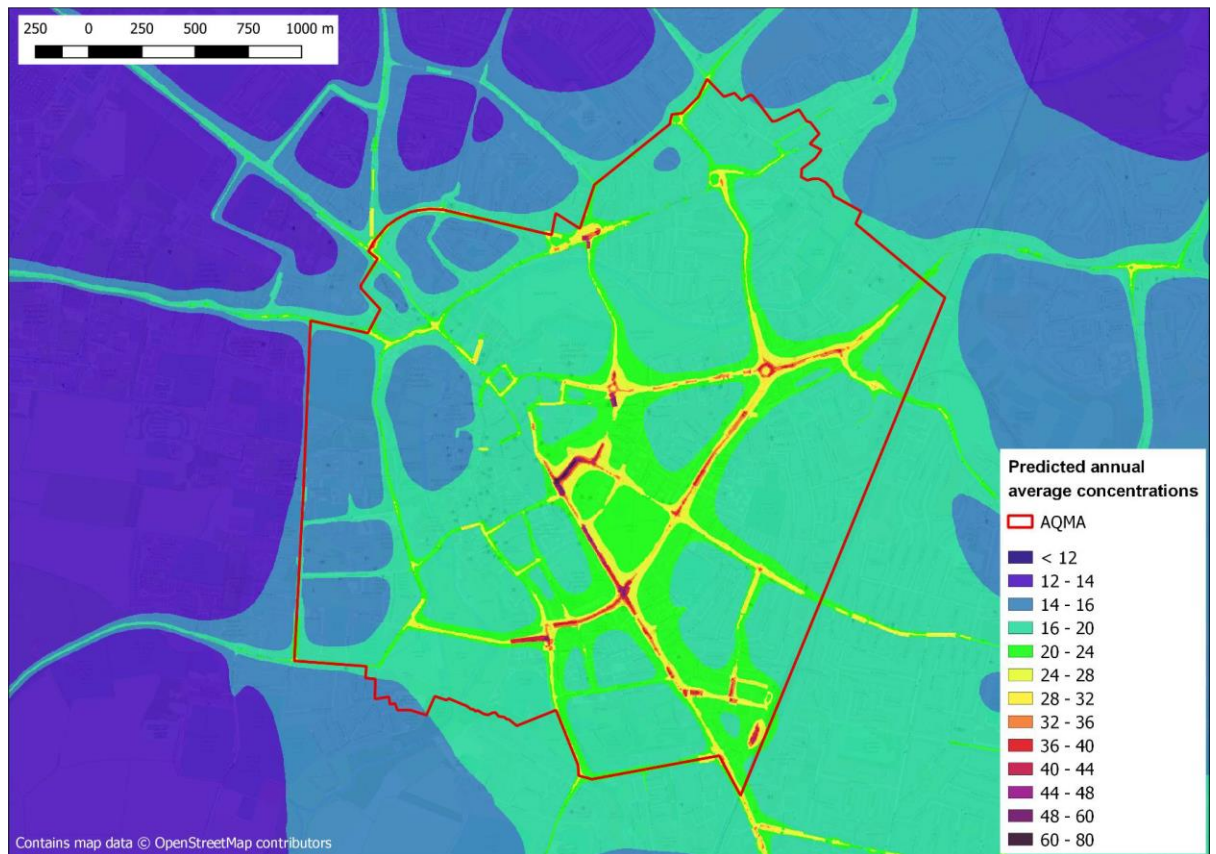 250 0 250 500 750 1000 m
Predicted annual
average concentrations
AQMA
< 12
12 - 14
14 - 16
16 - 20
20 - 24
24 - 28
28 - 32
32 - 36
36 - 40
40 - 44
44 - 48
48 - 60
60 - 80
Contains map data © OpenStreetMap contributors